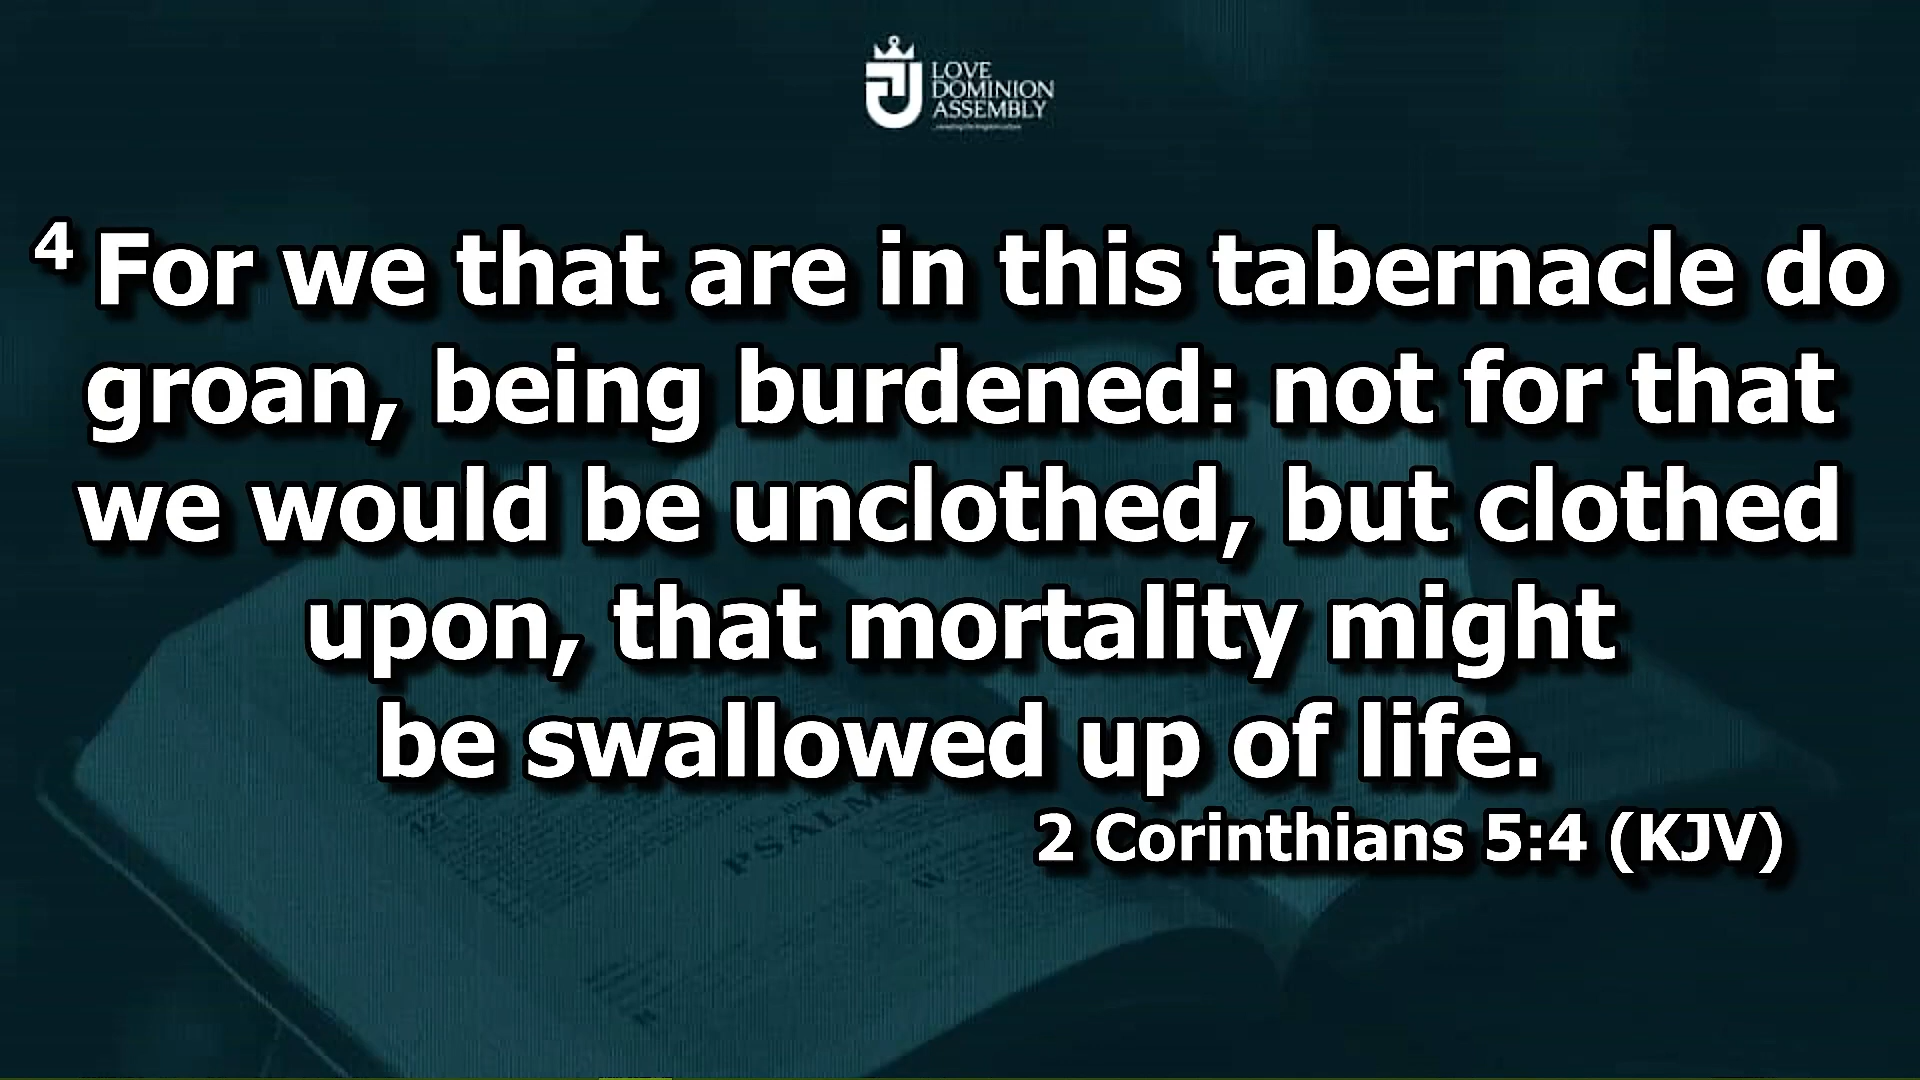 LOVE
DOMINION
ASSEMBLY
4 For we that are in this tabernacle do
groan, being burdened: not for that
we would be unclothed, but clothed
upon, that mortality might
be swallowed up of life.
2 Corinthians 5:4 (KJV)
12
PSALM